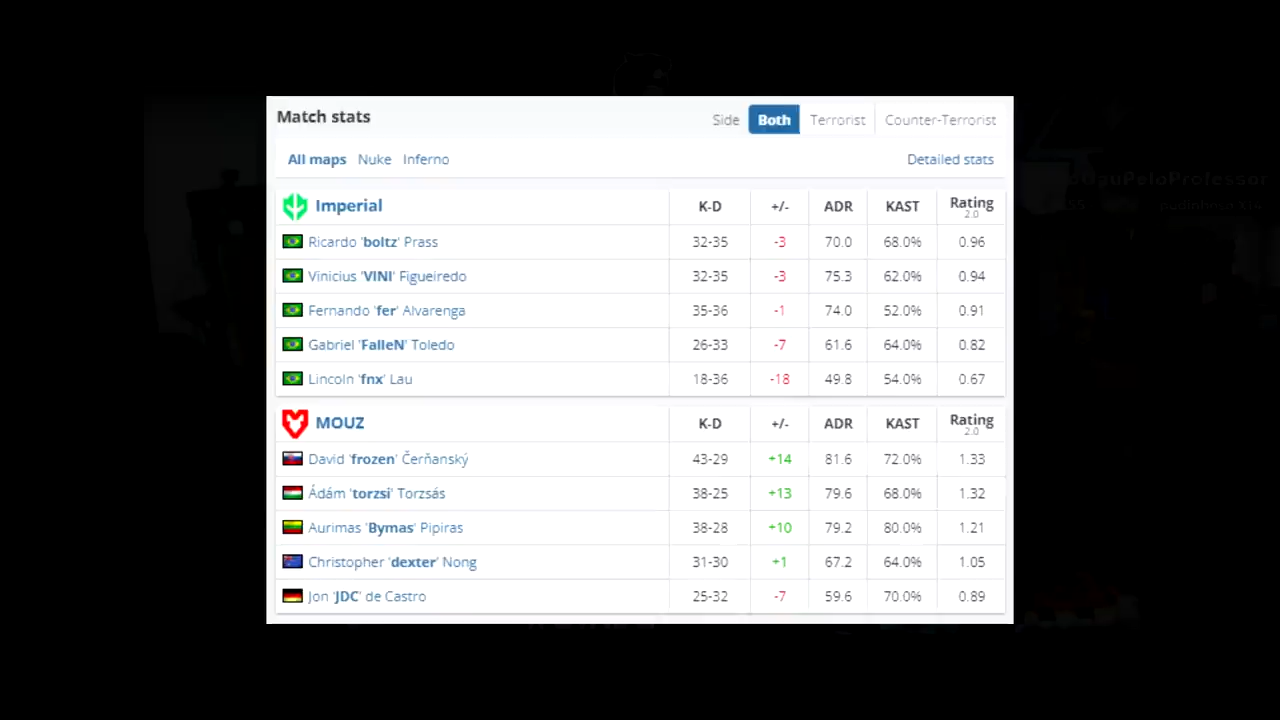 Match stats
Side Both Terrorist Counter-Terrorist
All maps Nuke Inferno Detailed stats
Imperial K-D +/- ADR KAST Rating 2.0
Ricardo 'boltz' Prass 32-35 -3 70.0 68.0% 0.96
Vinicius 'VINI' Figueiredo 32-35 -3 75.3 62.0% 0.94
Fernando 'fer' Alvarenga 35-36 -1 74.0 52.0% 0.91
Gabriel 'FalleN' Toledo 26-33 -7 61.6 64.0% 0.82
Lincoln 'fnx' Lau 18-36 -18 49.8 54.0% 0.67
MOUZ K-D +/- ADR KAST Rating 2.0
David 'frozen' Čerňanský 43-29 +14 81.6 72.0% 1.33
Ádám 'torzsi' Torzsás 38-25 +13 79.6 68.0% 1.32
Aurimas 'Bymas' Pipiras 38-28 +10 79.2 80.0% 1.21
Christopher 'dexter' Nong 31-30 +1 67.2 64.0% 1.05
Jon 'JDC' de Castro 25-32 -7 59.6 70.0% 0.89